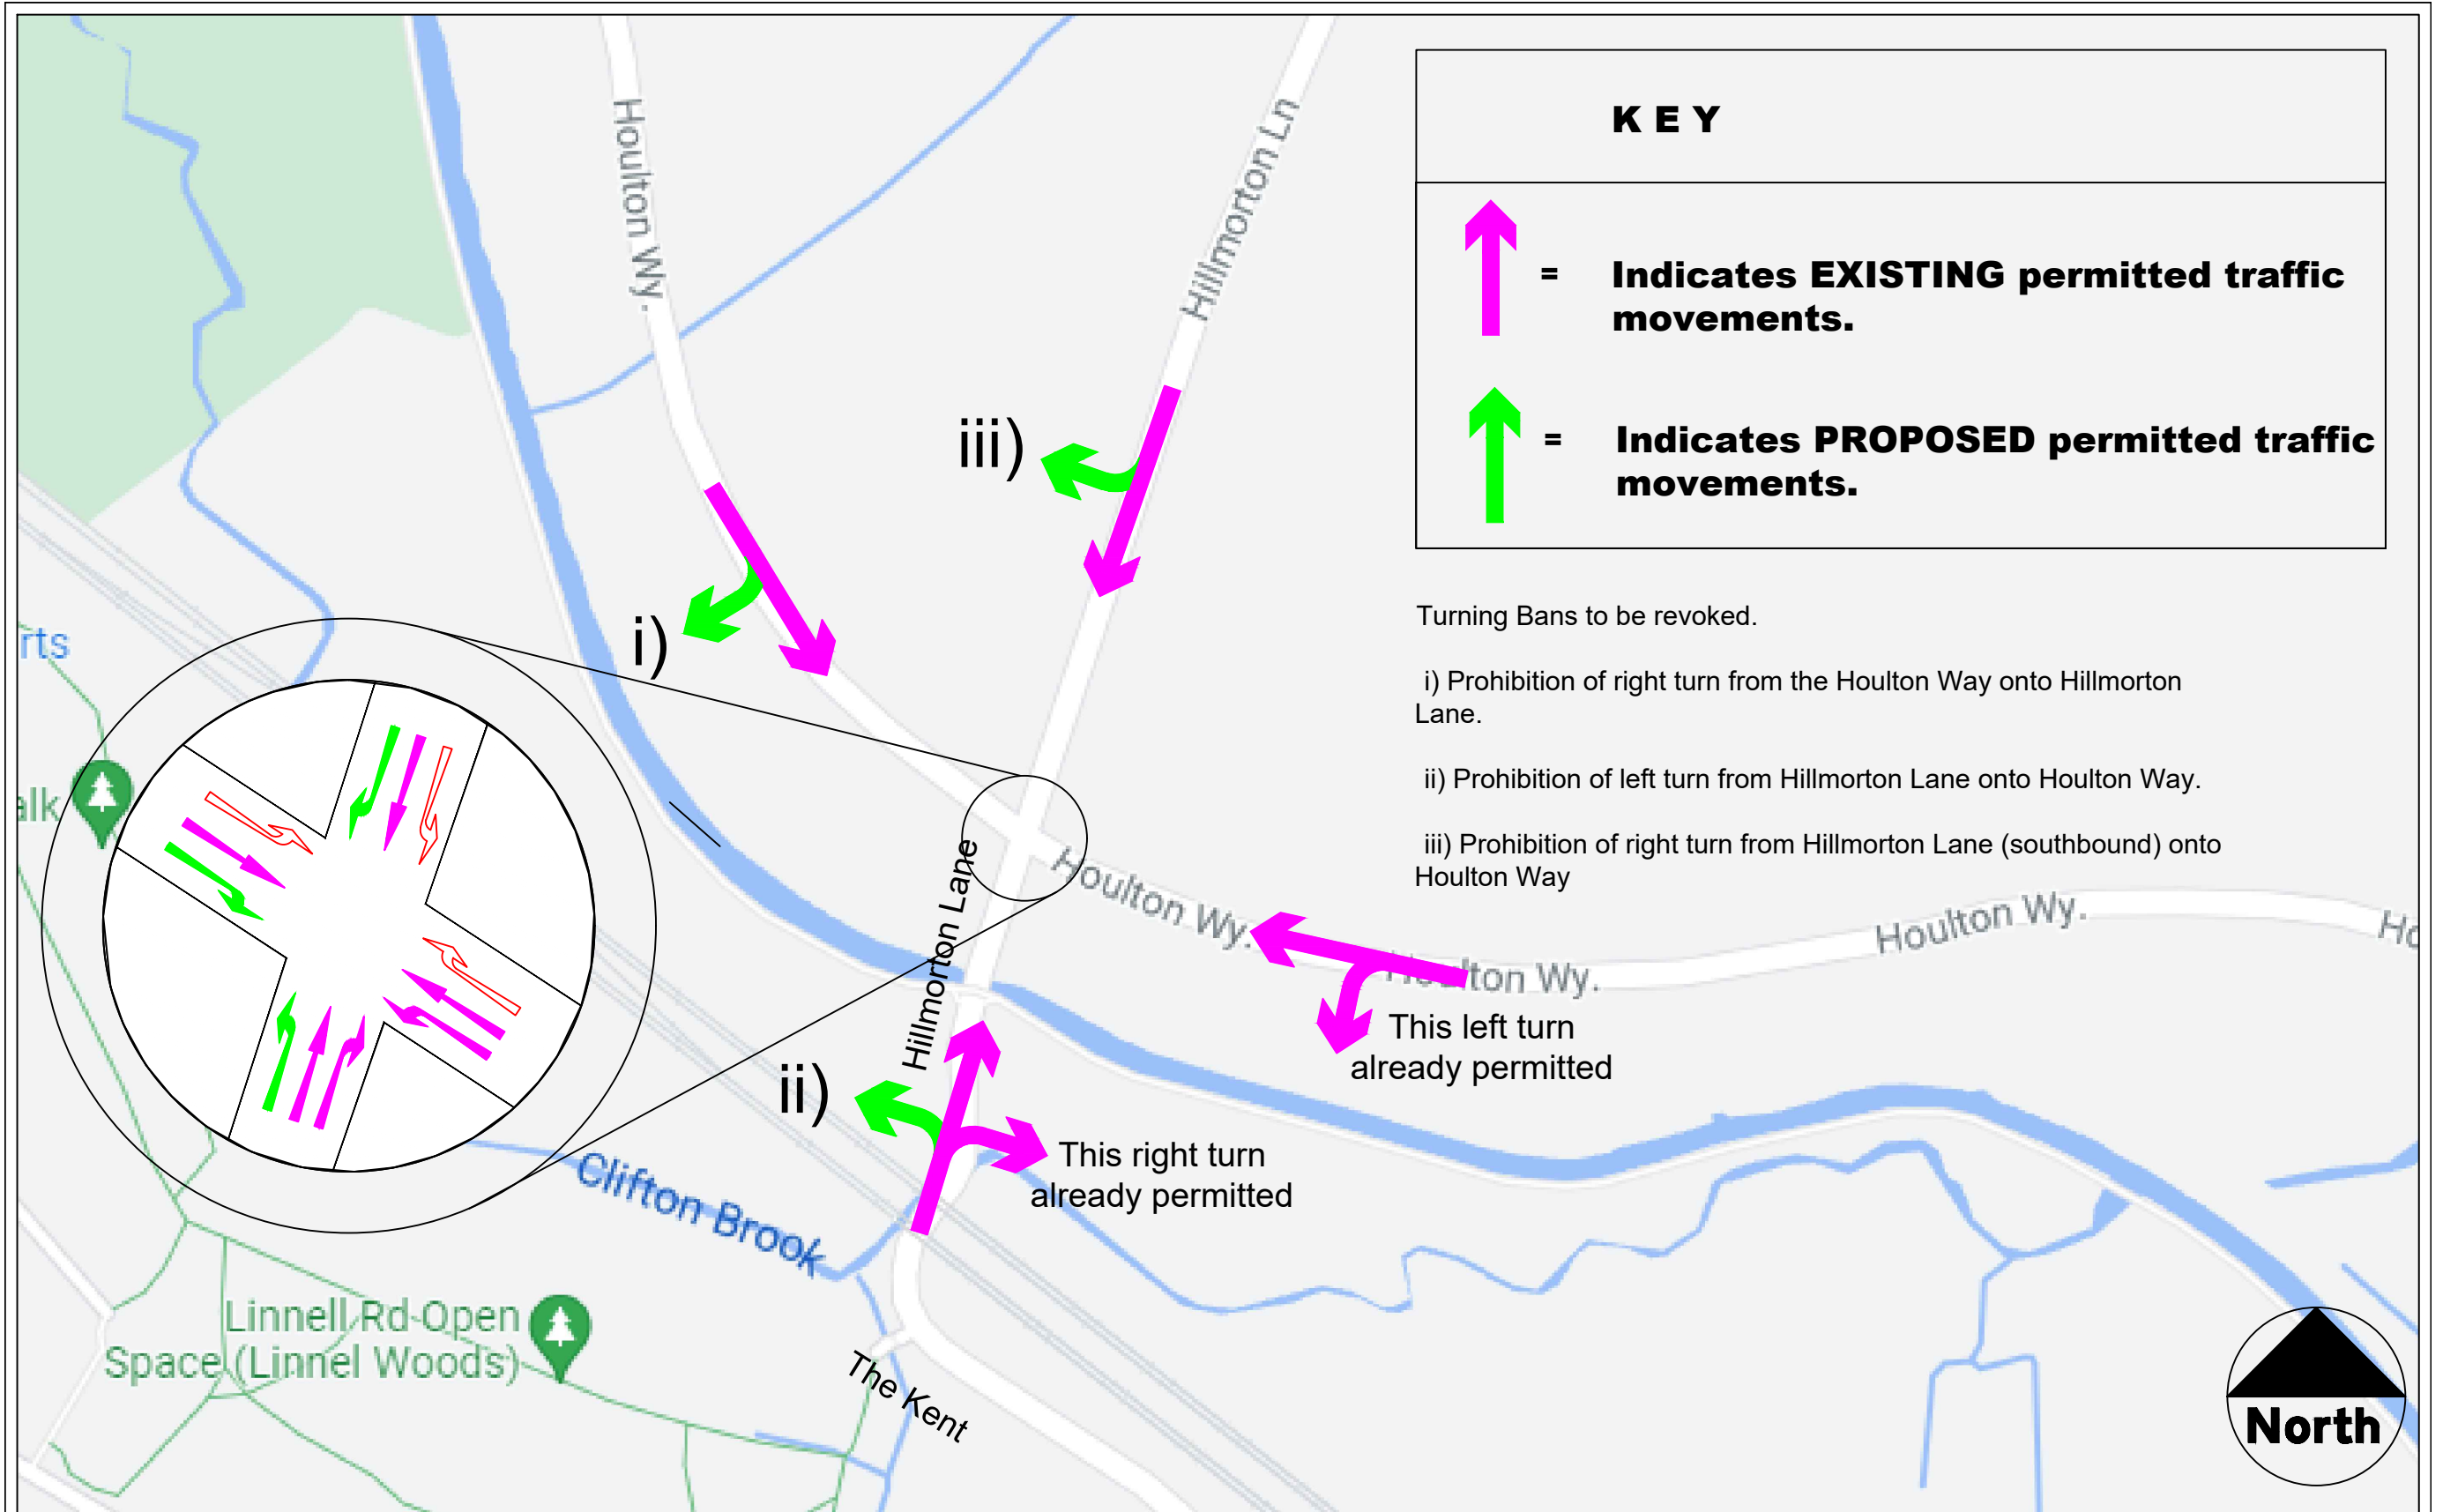 K E Y
= Indicates EXISTING permitted traffic
movements.
= Indicates PROPOSED permitted traffic
movements.
Turning Bans to be revoked.
i) Prohibition of right turn from the Houlton Way onto Hillmorton
Lane.
ii) Prohibition of left turn from Hillmorton Lane onto Houlton Way.
iii) Prohibition of right turn from Hillmorton Lane (southbound) onto
Houlton Way
Houlton Wy.
Hillmorton Ln
iii)
i)
rts
alk
Hillmorton Lane
Houlton Wy.
Houlton Wy.
Houlton Wy.
Ho
This left turn
already permitted
ii)
This right turn
already permitted
Clifton Brook
Linnell Rd Open
Space (Linnel Woods)
The Kent
North